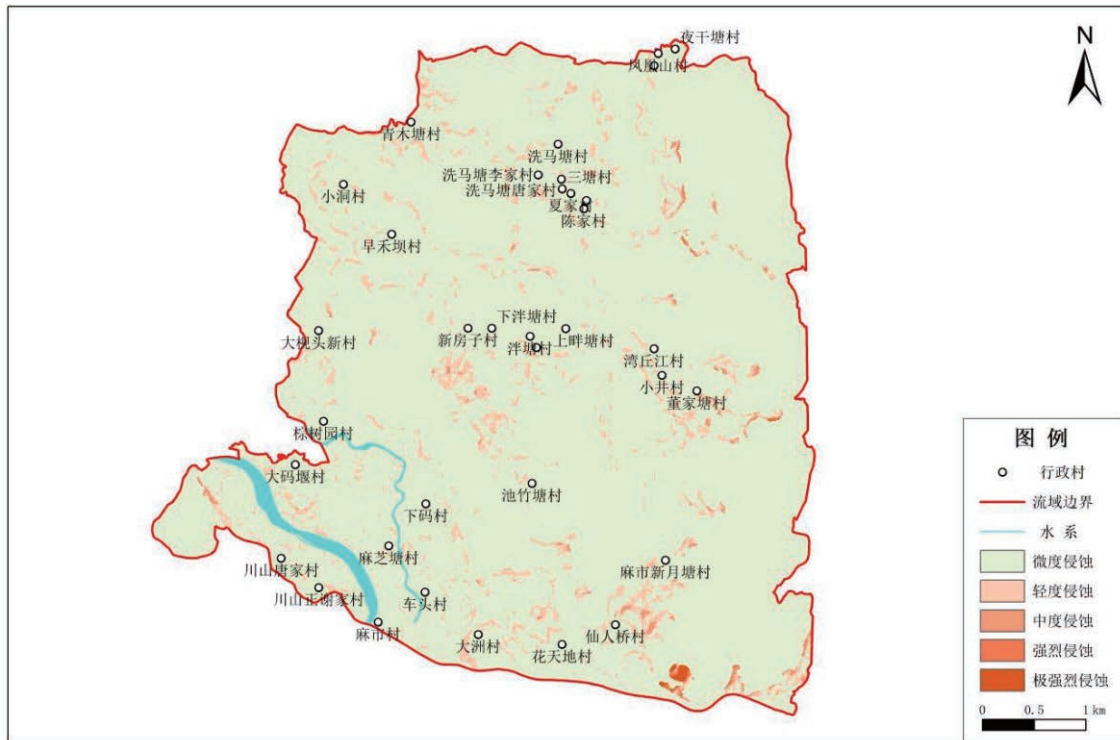 夜干塘村
凤凰山村
N
青木塘村
洗马塘村
洗马塘李家村
三塘村
洗马塘唐家村
小洞村
陈家村
早禾坝村
下泮塘村
大枧头新村
新房子村
泮塘村
上畔塘村
湾丘江村
小井村
董家塘村
棕树园村
大码堰村
池竹塘村
下码村
麻芝塘村
川山唐家村
麻市新月塘村
川山正谢家村
车头村
麻市村
仙人桥村
大洲村
花天地村
图 例
行政村
流域边界
水 系
微度侵蚀
轻度侵蚀
中度侵蚀
强烈侵蚀
极强烈侵蚀
0 0.5 1 km